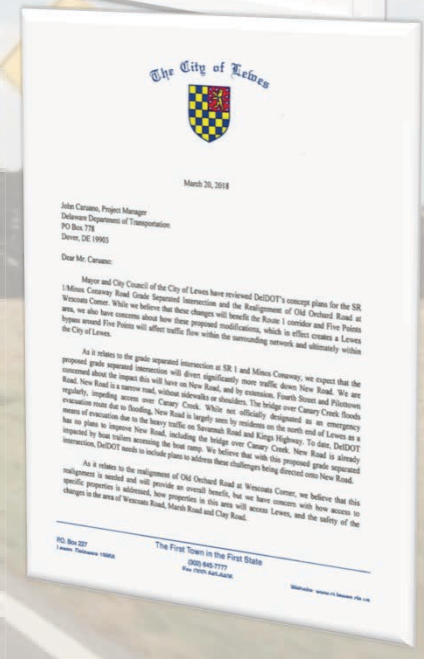 The City of Lewes
March 20, 2018
John Caruano, Project Manager
Delaware Department of Transportation
PO Box 778
Dover, DE 19903
Dear Mr. Caruano:
Mayor and City Council of the City of Lewes have reviewed DelDOT's concept plans for the SR
1/Minos Conaway Road Grade Separated Intersection and the Realignment of Old Orchard Road at
Wescoats Corner. While we believe that these changes will benefit the Route 1 corridor and Five Points
area, we also have concerns about how these proposed modifications, which in effect creates a Lewes
bypass around Five Points will affect traffic flow within the surrounding network and ultimately within
the City of Lewes.
As it relates to the grade separated intersection at SR 1 and Minos Conaway, we expect that the
proposed grade separated intersection will divert significantly more traffic down New Road. We are
concerned about the impact this will have on New Road, and by extension, Fourth Street and Pilottown
Road. New Road is a narrow road, without sidewalks or shoulders. The bridge over Canary Creek floods
regularly, impeding access over Canary Creek. While not officially designated as an emergency
evacuation route due to flooding, New Road is largely seen by residents on the north end of Lewes as a
means of evacuation due to the heavy traffic on Savannah Road and Kings Highway. To date, DelDOT
has no plans to improve New Road, including the bridge over Canary Creek. New Road is already
impacted by boat trailers accessing the boat ramp. We believe that with this proposed grade separated
intersection, DelDOT needs to include plans to address these challenges being directed onto New Road.
As it relates to the realignment of Old Orchard Road at Wescoats Corner, we believe that this
realignment is needed and will provide an overall benefit, but we have concern with how access to
specific properties is addressed, how properties in this area will access Lewes, and the safety of the
changes in the area of Wescoats Road, Marsh Road and Clay Road.
P.O. Box 227
The First Town in the First State
(302) 645-7777